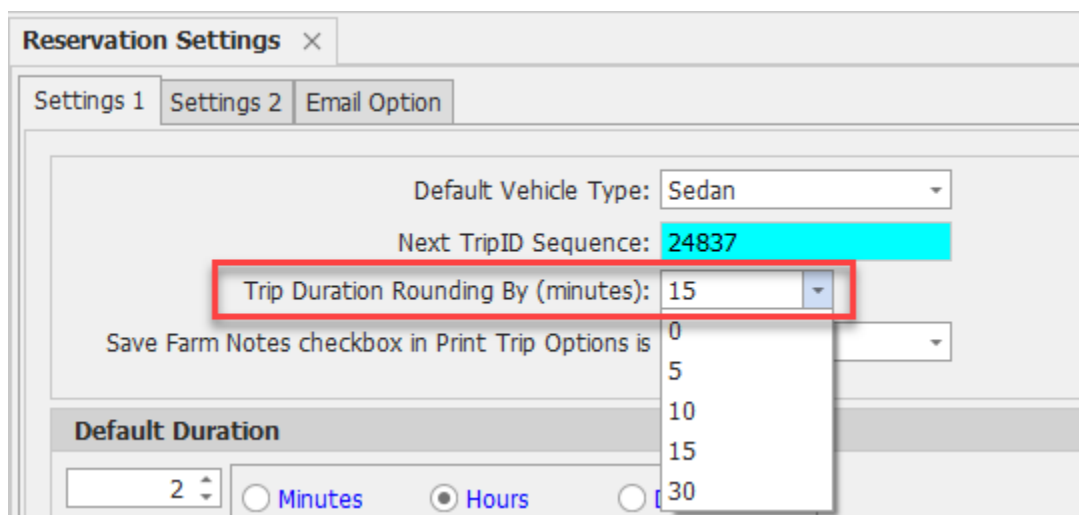 Reservation Settings
Settings 1 Settings 2 Email Option
Default Vehicle Type: Sedan
Next TripID Sequence: 24837
Trip Duration Rounding By (minutes): 15
0
Save Farm Notes checkbox in Print Trip Options is
5
10
Default Duration
15
2 Minutes Hours
30